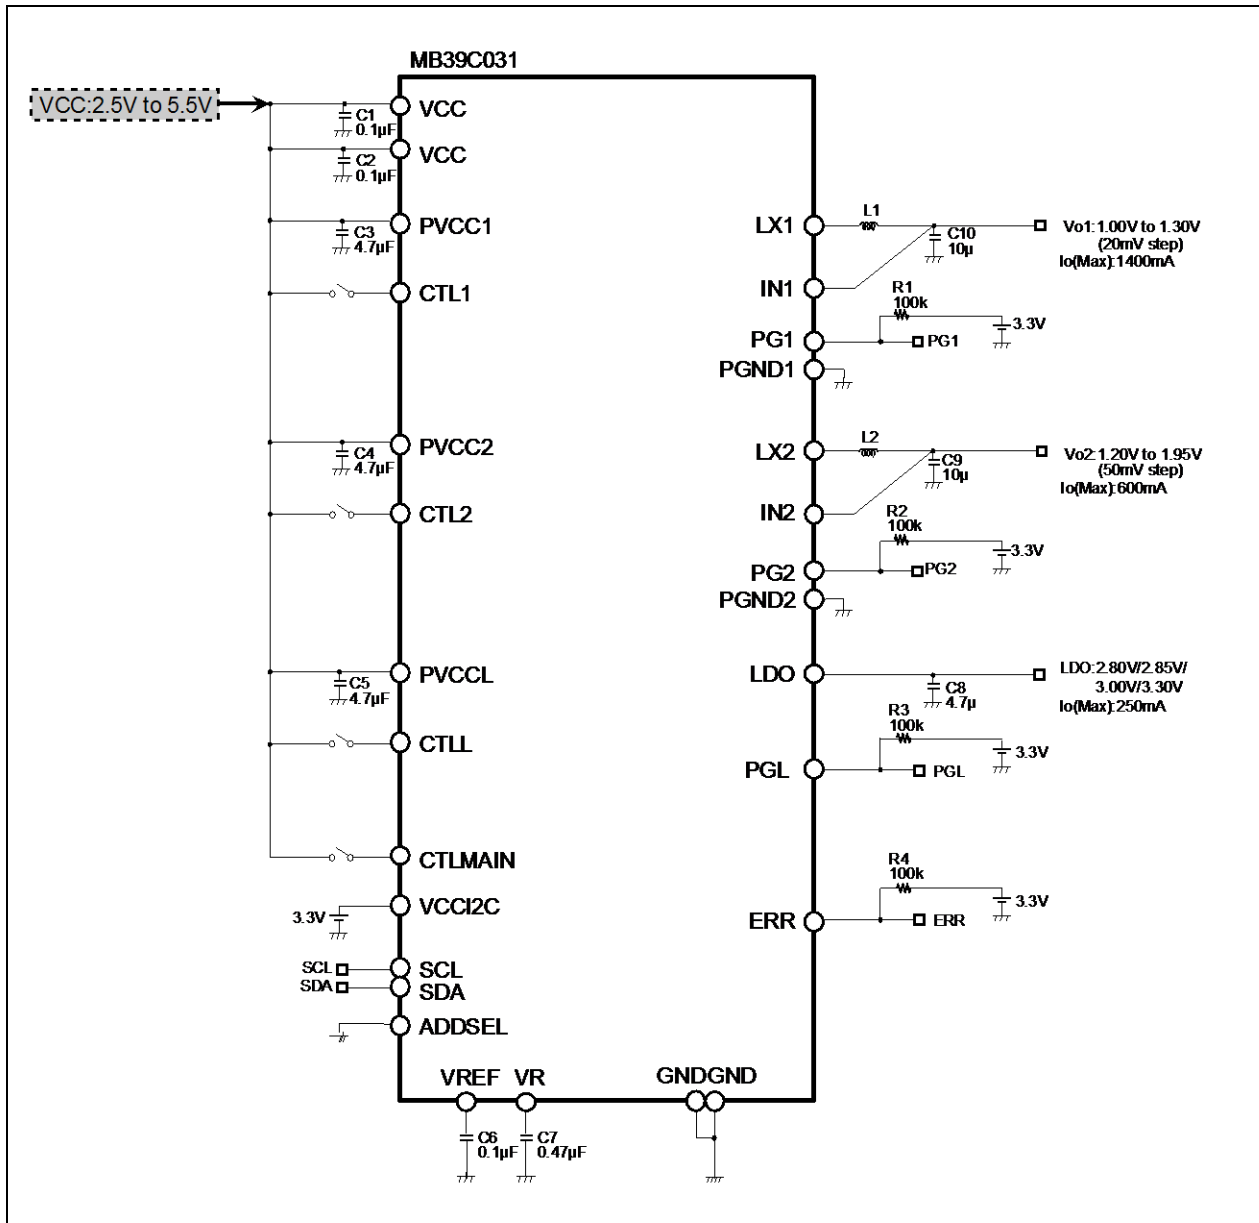 MB39C031
VCC:2.5V to 5.5V
VCC
C1
0.1µF
VCC
C2
0.1µF
PVCC1
C3
4.7µF
CTL1
PVCC2
C4
4.7µF
CTL2
PVCCL
C5
4.7µF
CTLL
CTLMAIN
VCCI2C
3.3V
SCL
SCL
SDA
SDA
ADDSEL
LX1
L1
C10
10µ
Vo1:1.00V to 1.30V
(20mV step)
Io(Max):1400mA
IN1
R1
100k
3.3V
PG1
PG1
PGND1
LX2
L2
C9
10µ
Vo2:1.20V to 1.95V
(50mV step)
Io(Max):600mA
IN2
R2
100k
3.3V
PG2
PG2
PGND2
LDO
C8
4.7µ
LDO:2.80V/2.85V/
3.00V/3.30V
Io(Max):250mA
R3
100k
3.3V
PGL
PGL
R4
100k
3.3V
ERR
ERR
VREF
VR
GND
GND
C6
0.1µF
C7
0.47µF